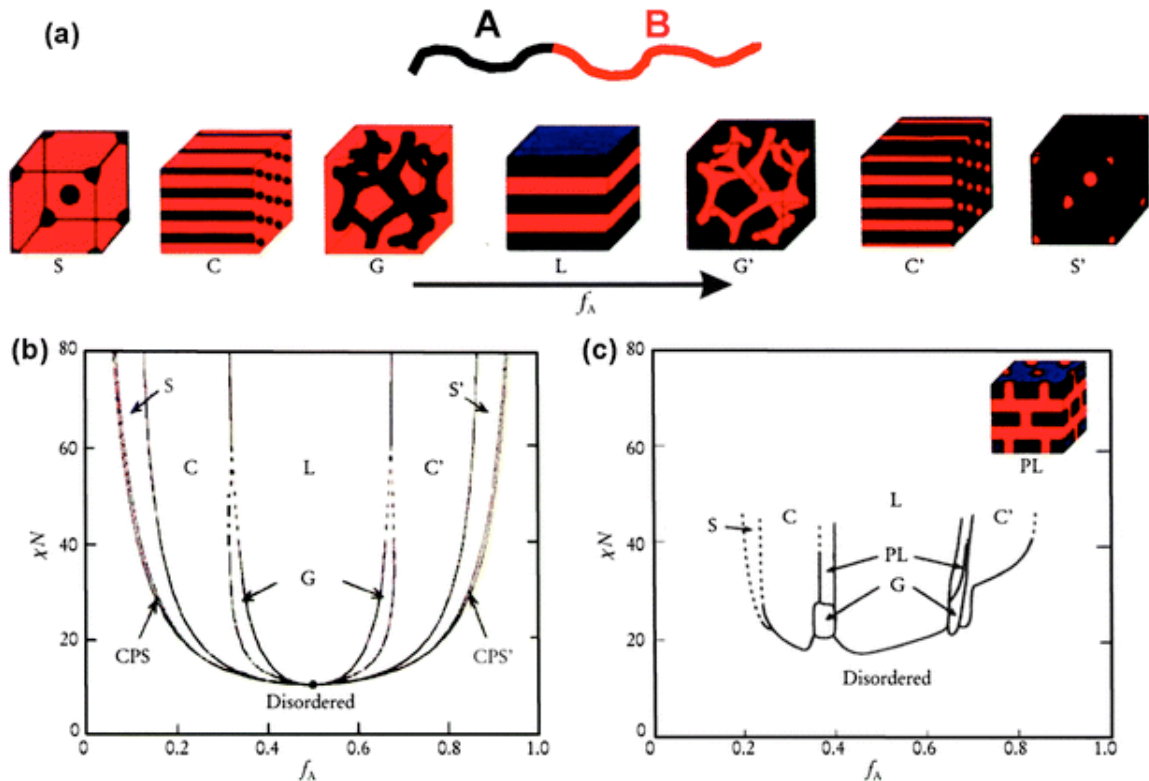 (a)
A B
S C G L G' C' S'
f_A
(b)
80
60
40
20
0
χN
S
S'
C
L
C'
G
CPS
CPS'
Disordered
0 0.2 0.4 0.6 0.8 1.0
f_A
(c)
80
60
40
20
0
χN
PL
L
S
C
C'
PL
G
Disordered
0 0.2 0.4 0.6 0.8 1.0
f_A